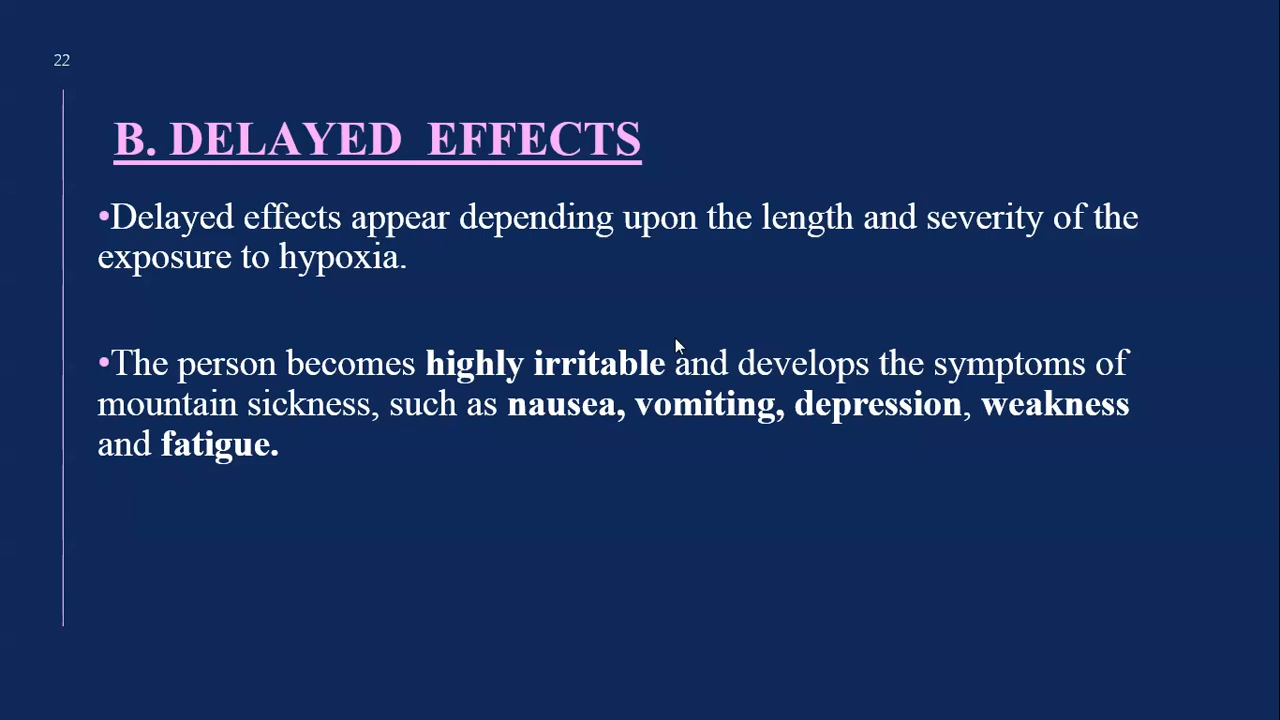 22
B. DELAYED EFFECTS
•Delayed effects appear depending upon the length and severity of the
exposure to hypoxia.
•The person becomes highly irritable and develops the symptoms of
mountain sickness, such as nausea, vomiting, depression, weakness
and fatigue.